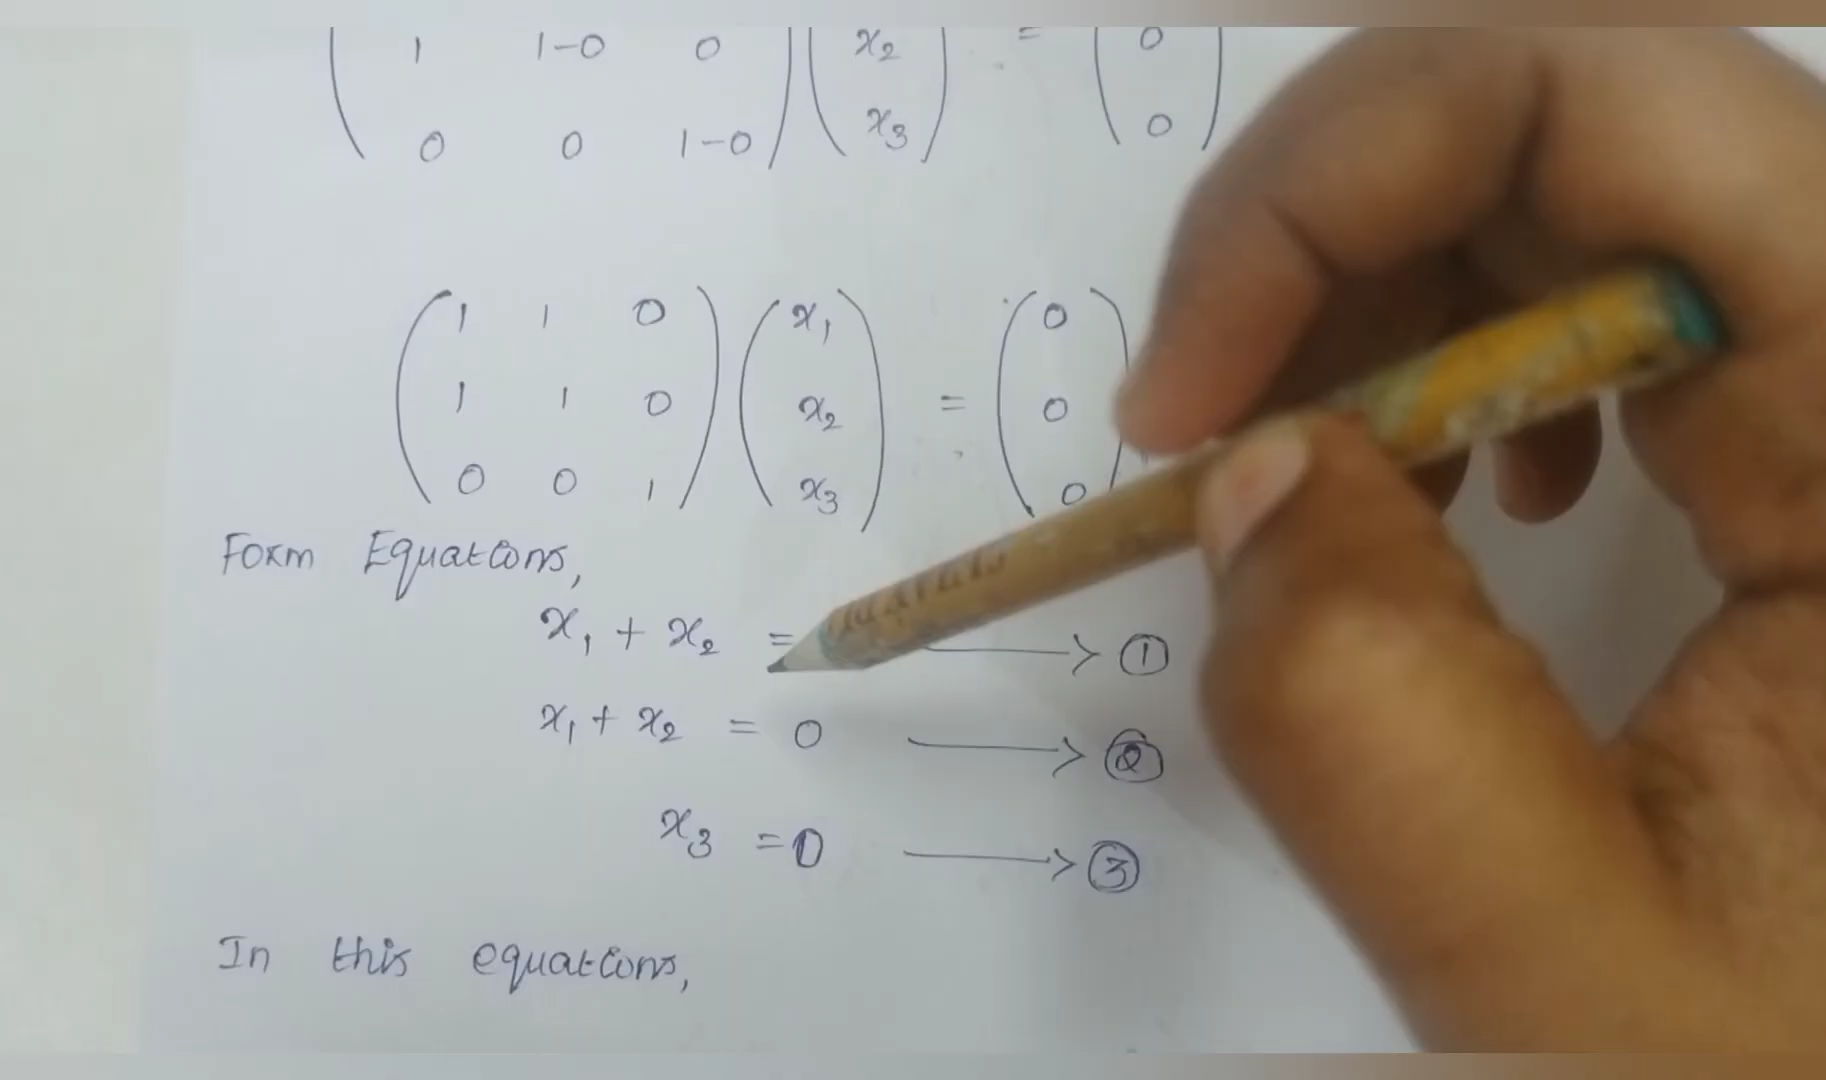 1 1-0 0 x2 = 0
0 0 1-0 x3 0
1 1 0 x1 0
1 1 0 x2 = 0
0 0 1 x3 0
Form Equations,
x1 + x2 = → ①
x1 + x2 = 0 → ②
x3 = 0 → ③
In this equations,